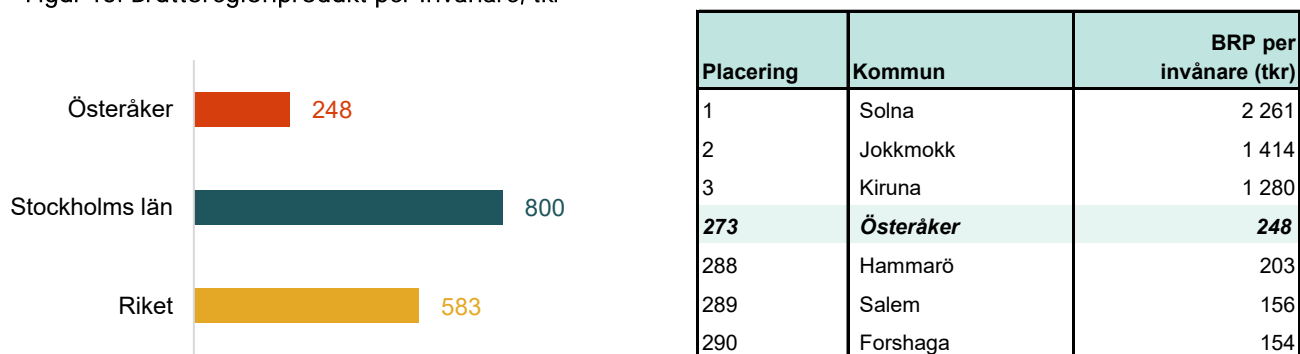 Österåker 248
Stockholms län 800
Riket 583
BRP per
Placering Kommun invånare (tkr)
1 Solna 2 261
2 Jokkmokk 1 414
3 Kiruna 1 280
273 Österåker 248
288 Hammarö 203
289 Salem 156
290 Forshaga 154